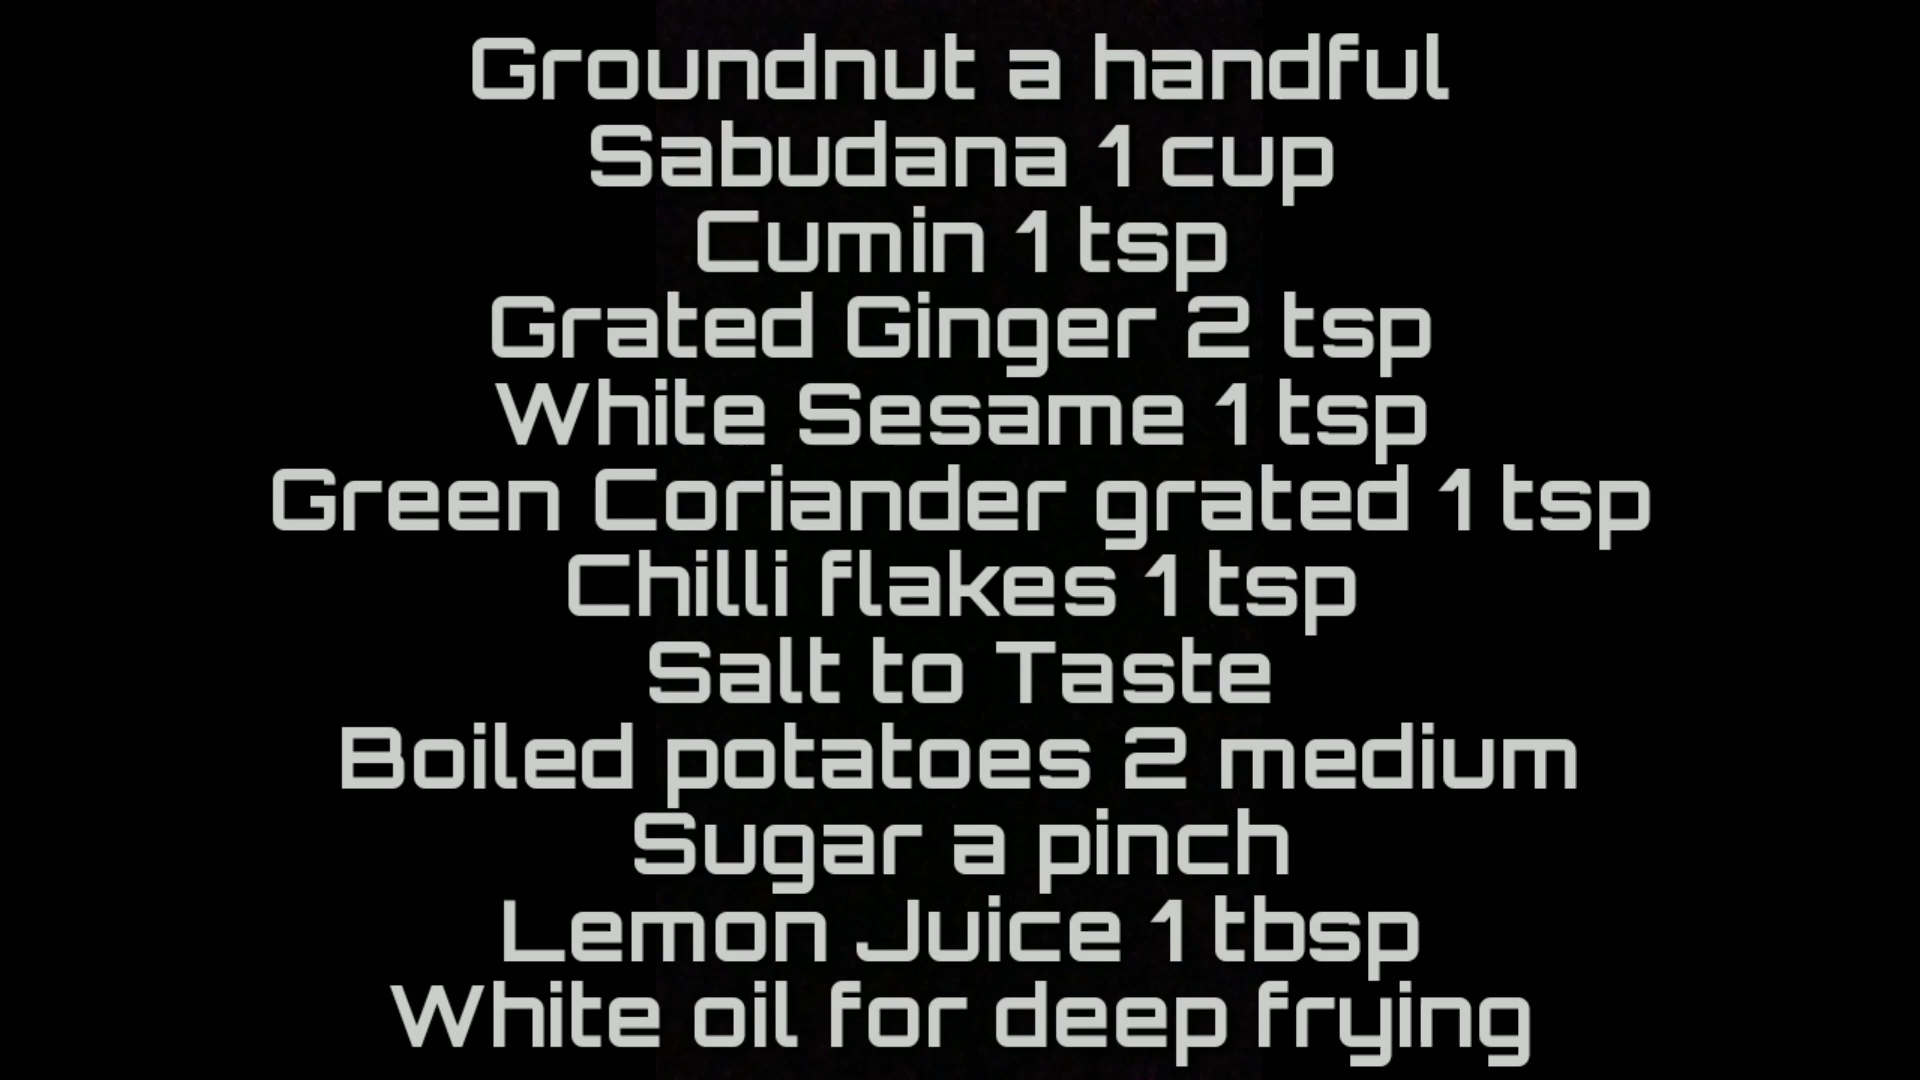 Groundnut a handful
Sabudana 1 cup
Cumin 1 tsp
Grated Ginger 2 tsp
White Sesame 1 tsp
Green Coriander grated 1 tsp
Chilli flakes 1 tsp
Salt to Taste
Boiled potatoes 2 medium
Sugar a pinch
Lemon Juice 1 tbsp
White oil for deep frying